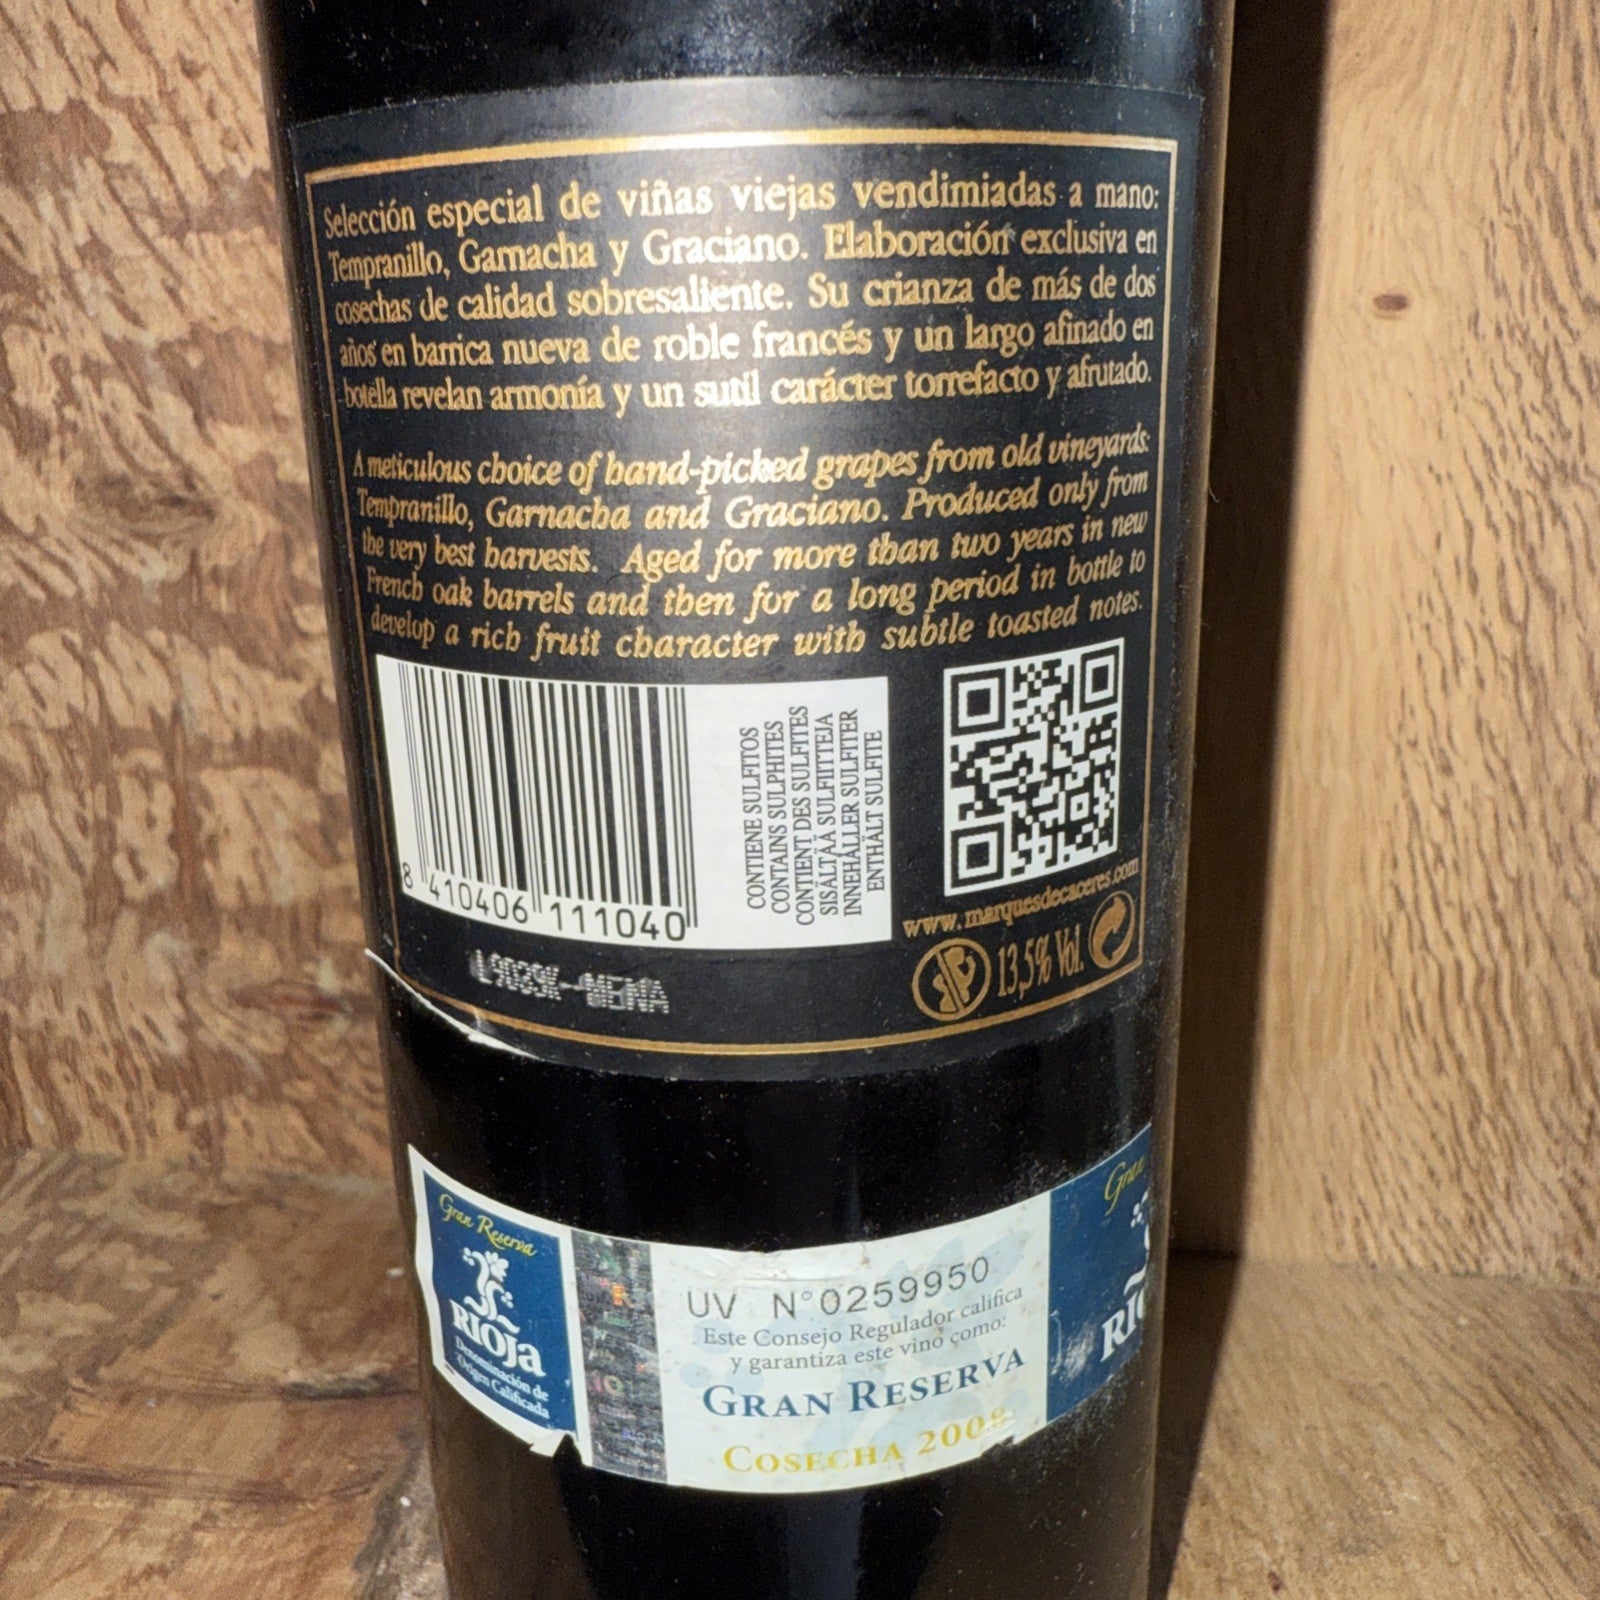 Selección especial de viñas viejas vendimiadas a mano:
Tempranillo, Garnacha y Graciano. Elaboración exclusiva en
cosechas de calidad sobresaliente. Su crianza de más de dos
años en barrica nueva de roble francés y un largo afinado en
botella revelan armonía y un sutil carácter torrefacto y afrutado.
A meticulous choice of hand-picked grapes from old vineyards:
Tempranillo, Garnacha and Graciano. Produced only from
the very best harvests. Aged for more than two years in new
French oak barrels and then for a long period in bottle to
develop a rich fruit character with subtle toasted notes.
8 410406 111040
CONTIENE SULFITOS
CONTAINS SULPHITES
CONTIENT DES SULFITES
SISÄLTÄÄ SULFIITTEJA
INNEHÅLLER SULFITER
ENTHÄLT SULFITE
www.marquesdecaceres.com
13,5% Vol.
Gran Reserva
RIOJA
Denominación de
Origen Calificada
UV N°0259950
Este Consejo Regulador califica
y garantiza este vino como:
GRAN RESERVA
COSECHA
Gran